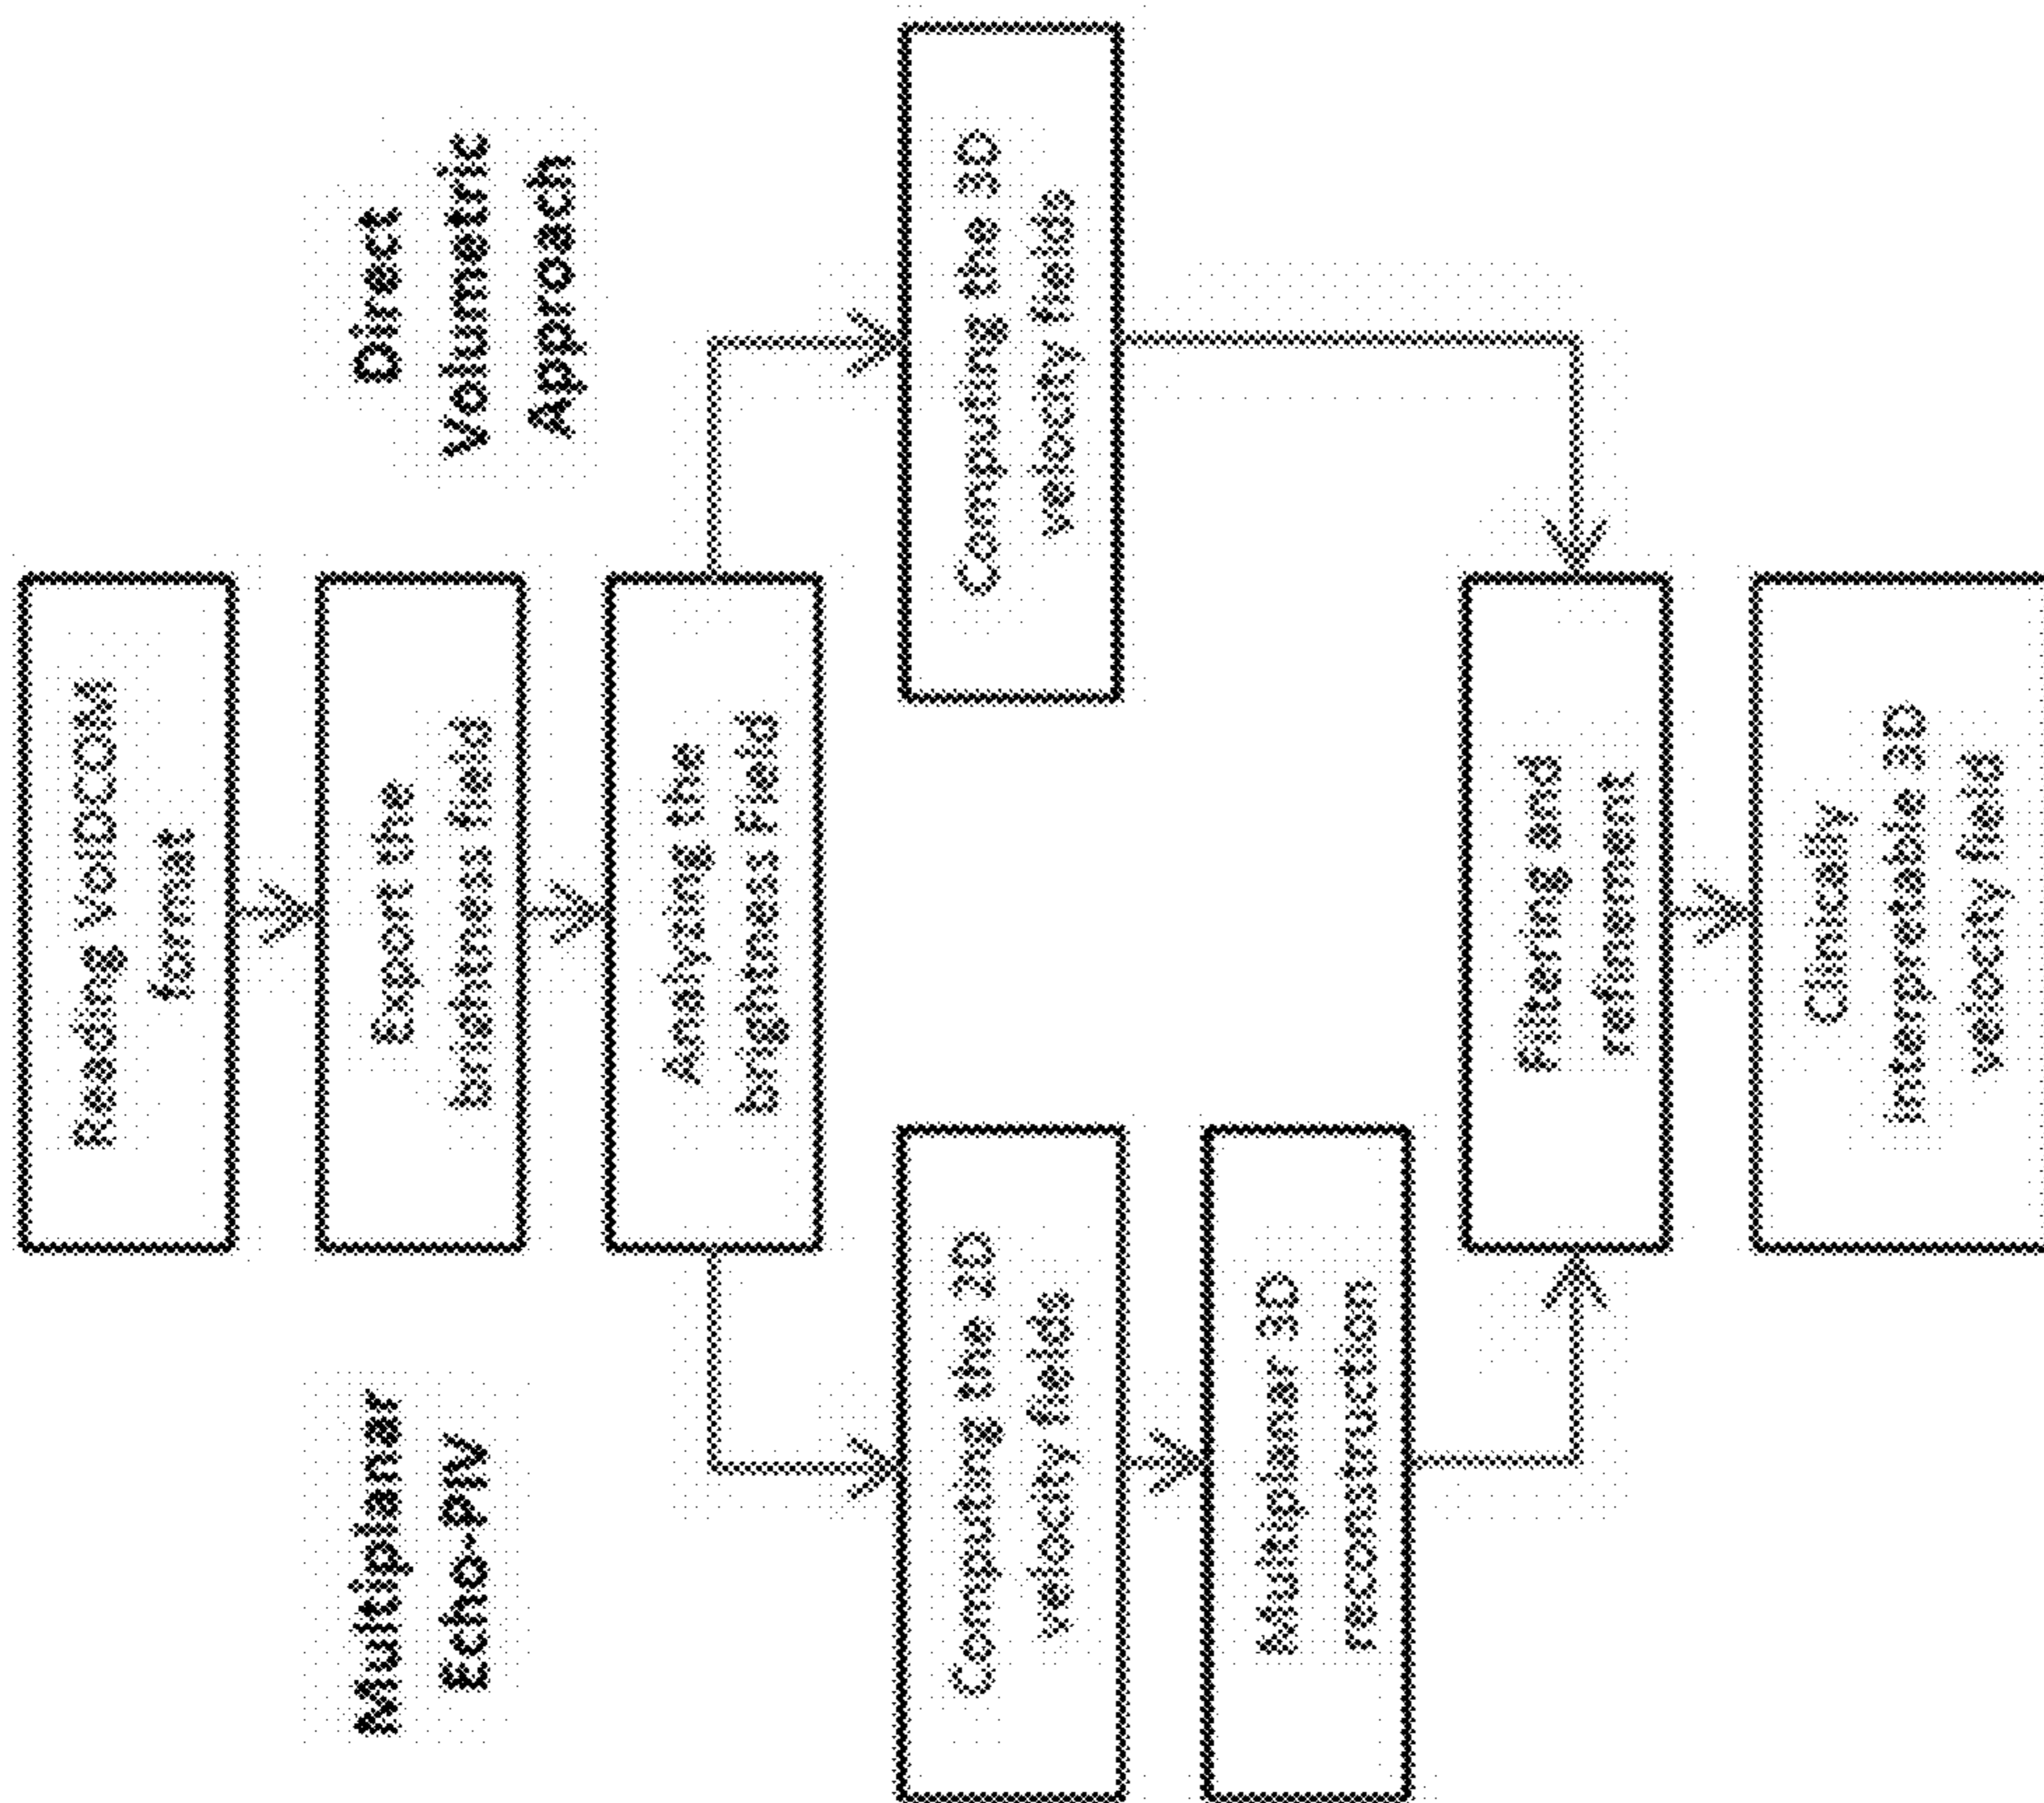 Reading VolDICOM
format
Export the
brightness field
Multiplanar
Echo-PIV
Direct
Volumetric
Approach
Analyzing the
brightness Field
Computing the 2D
velocity fields
Computing the 3D
velocity fields
Multiplanar 3D
reconstruction
Filtering and
refinement
Clinically
interpretable 3D
velocity field